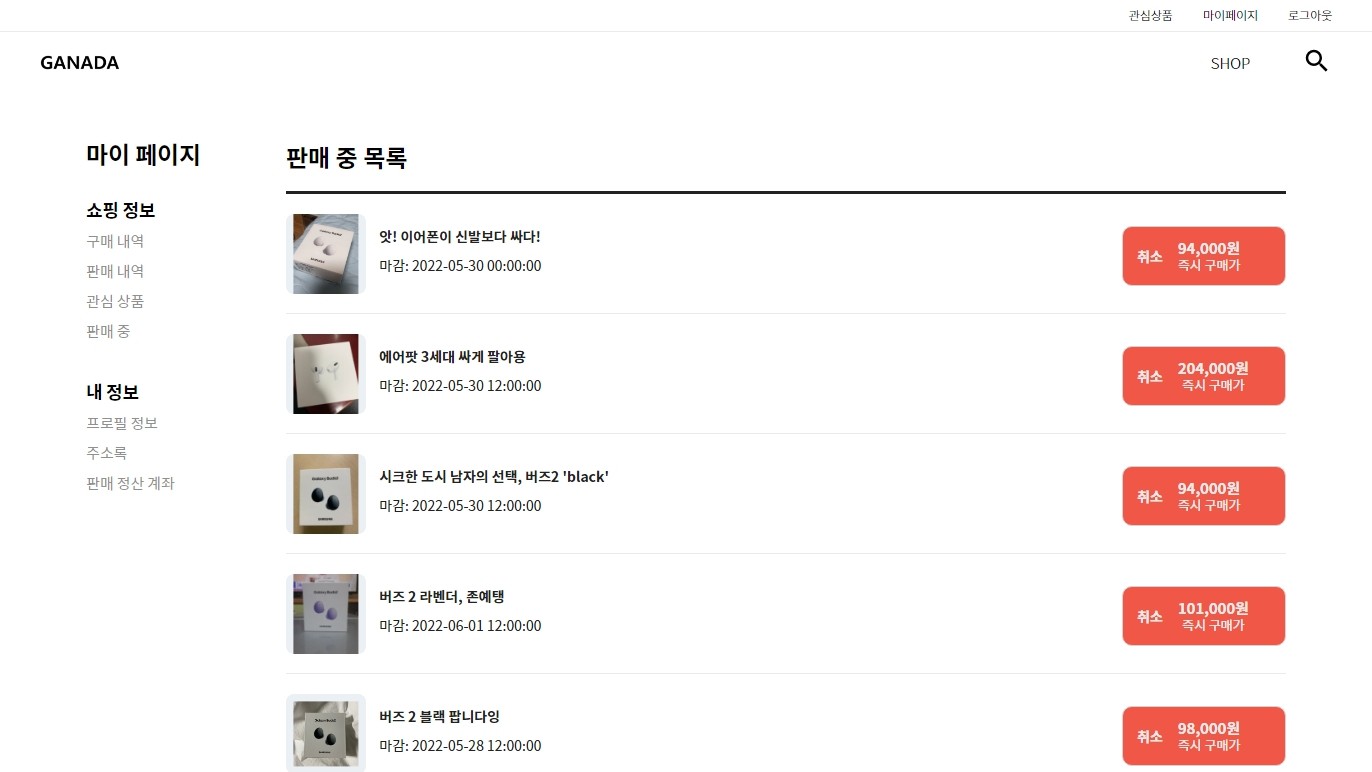 관심상품 마이페이지 로그아웃
GANADA
SHOP
마이 페이지
쇼핑 정보
구매 내역
판매 내역
관심 상품
판매 중
내 정보
프로필 정보
주소록
판매 정산 계좌
판매 중 목록
앗! 이어폰이 신발보다 싸다!
마감: 2022-05-30 00:00:00
취소 94,000원
즉시 구매가
에어팟 3세대 싸게 팔아용
마감: 2022-05-30 12:00:00
취소 204,000원
즉시 구매가
시크한 도시 남자의 선택, 버즈2 'black'
마감: 2022-05-30 12:00:00
취소 94,000원
즉시 구매가
버즈 2 라벤더, 존예탱
마감: 2022-06-01 12:00:00
취소 101,000원
즉시 구매가
버즈 2 블랙 팝니다잉
마감: 2022-05-28 12:00:00
취소 98,000원
즉시 구매가